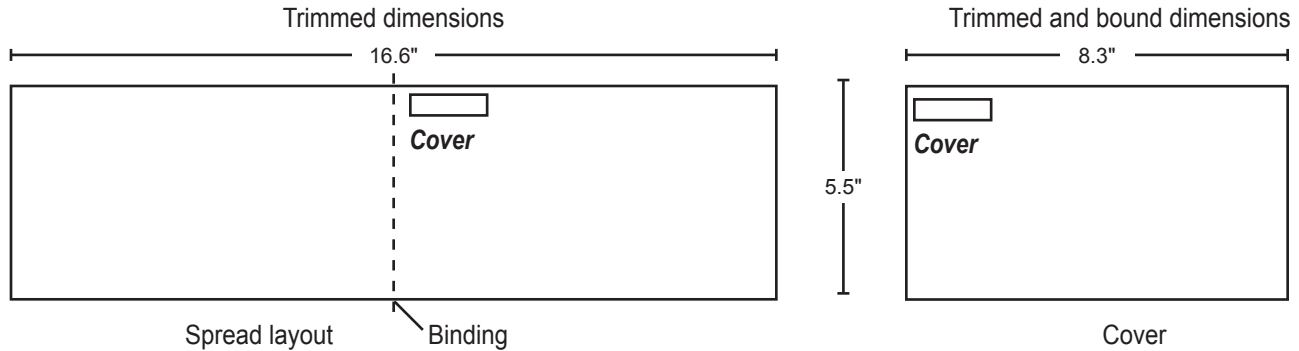 Trimmed dimensions
16.6"
Cover
Spread layout
Binding
5.5"
Trimmed and bound dimensions
8.3"
Cover
Cover